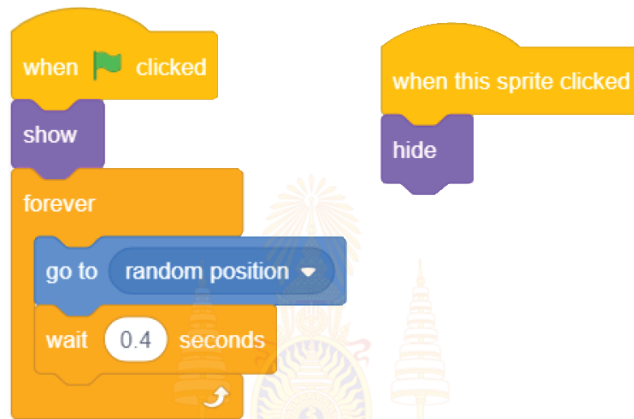 when clicked
show
forever
go to random position
wait 0.4 seconds
when this sprite clicked
hide